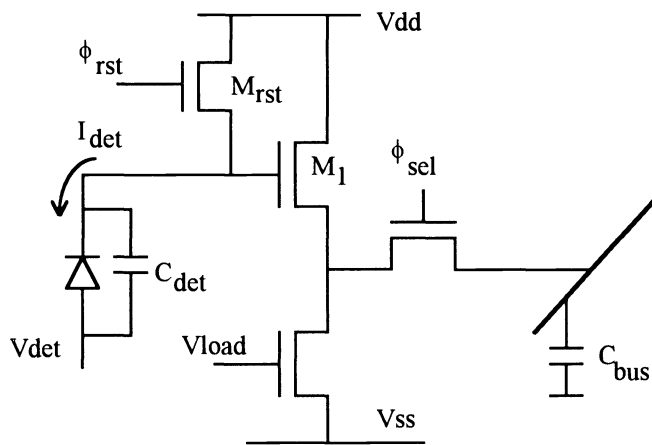 Vdd
ϕrst
Mrst
Idet
M1
ϕsel
Cdet
Vdet
Vload
Cbus
Vss